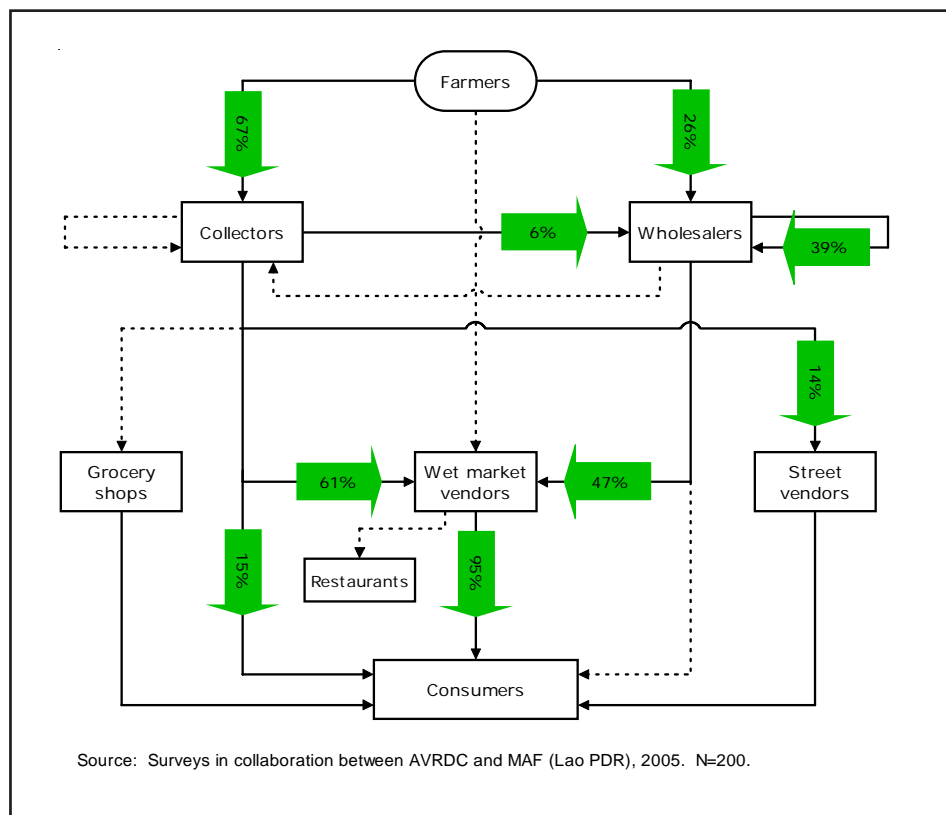 Farmers
67%
26%
Collectors
6%
Wholesalers
39%
14%
Grocery
shops
61%
Wet market
vendors
47%
Street
vendors
15%
Restaurants
95%
Consumers
Source: Surveys in collaboration between AVRDC and MAF (Lao PDR), 2005. N=200.